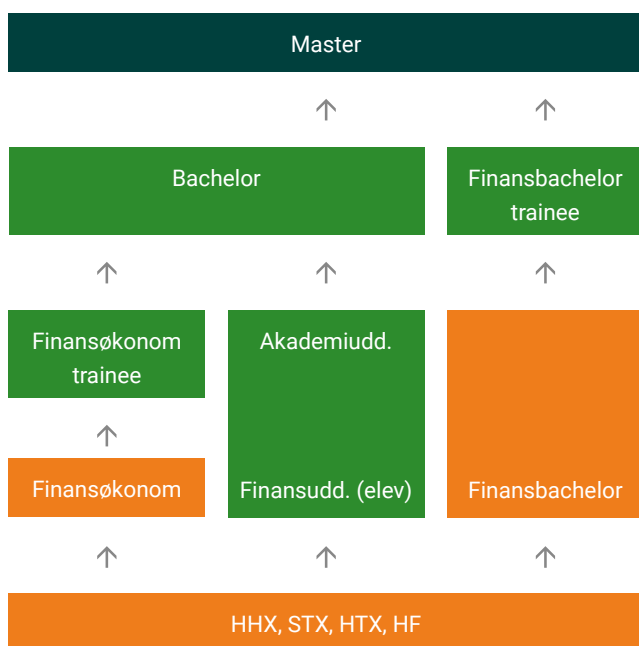 Master
Bachelor
Finansbachelor
trainee
Finansøkonom
trainee
Akademiudd.
Finansøkonom
Finansudd. (elev)
Finansbachelor
HHX, STX, HTX, HF